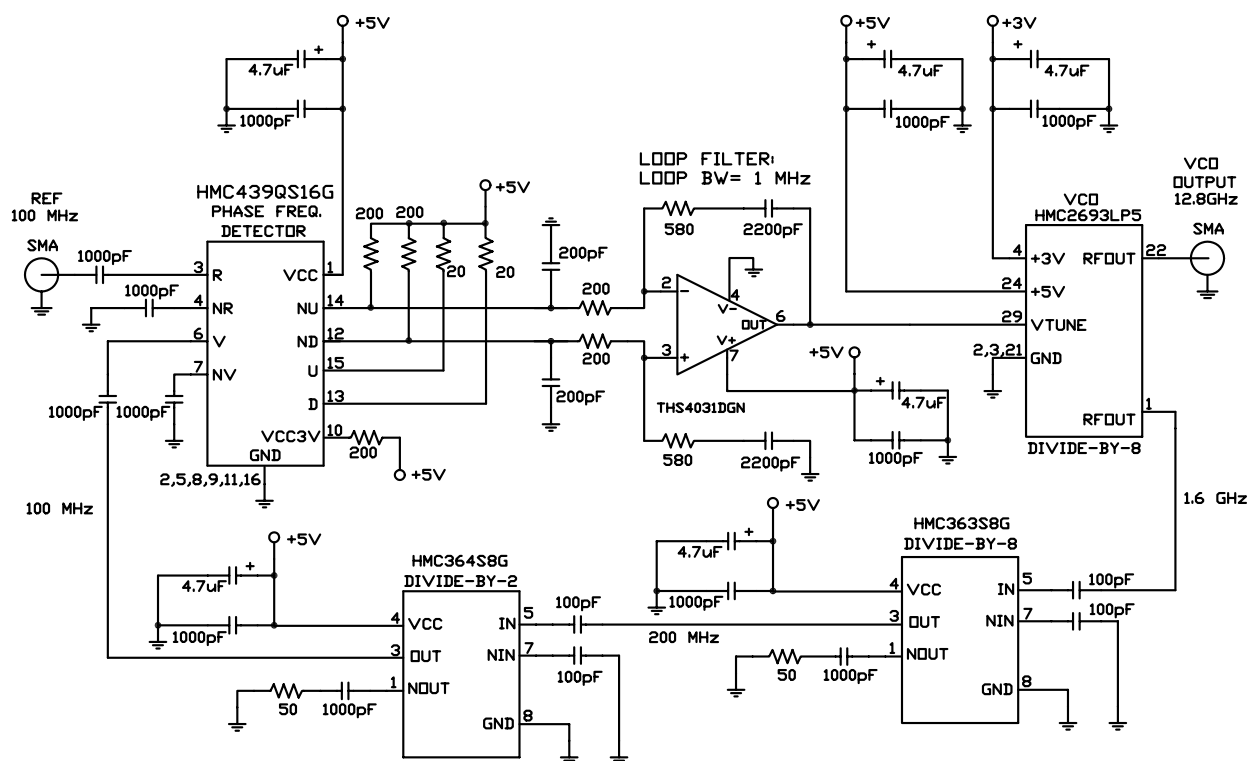 +5V
+
4.7uF
1000pF
+5V
+
4.7uF
1000pF
+3V
+
4.7uF
1000pF
LOOP FILTER:
LOOP BW= 1 MHz
REF
100 MHz
SMA
1000pF
1000pF
1000pF
1000pF
HMC439QS16G
PHASE FREQ.
DETECTOR
3 R
4 NR
6 V
7 NV
VCC 1
NU 14
ND 12
U 15
D 13
VCC3V 10
GND
2,5,8,9,11,16
200
+5V
200
200
20
20
+5V
200pF
200pF
200
200
580
2200pF
2 -
3 +
4
V-
OUT 6
V+
7
THS4031DGN
580
2200pF
+5V
+
4.7uF
1000pF
VCO
HMC2693LP5
4 +3V
24 +5V
29 VTUNE
2,3,21 GND
RFOUT 22
RFOUT 1
DIVIDE-BY-8
VCO
OUTPUT
12.8GHz
SMA
1.6 GHz
100 MHz
+5V
+
4.7uF
1000pF
HMC364S8G
DIVIDE-BY-2
4 VCC
3 OUT
1 NOUT
IN 5
NIN 7
GND 8
50
1000pF
100pF
100pF
200 MHz
+5V
+
4.7uF
1000pF
HMC363S8G
DIVIDE-BY-8
4 VCC
3 OUT
1 NOUT
IN 5
NIN 7
GND 8
50
1000pF
100pF
100pF